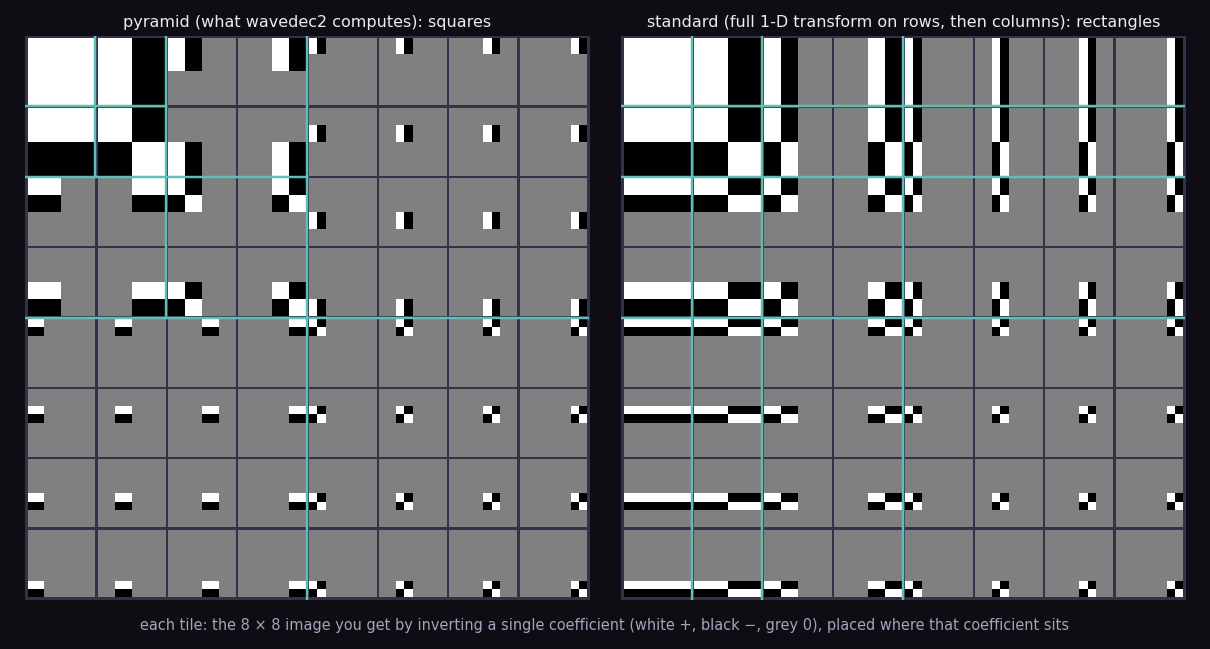 pyramid (what wavedec2 computes): squares
standard (full 1-D transform on rows, then columns): rectangles
each tile: the 8 × 8 image you get by inverting a single coefficient (white +, black −, grey 0), placed where that coefficient sits